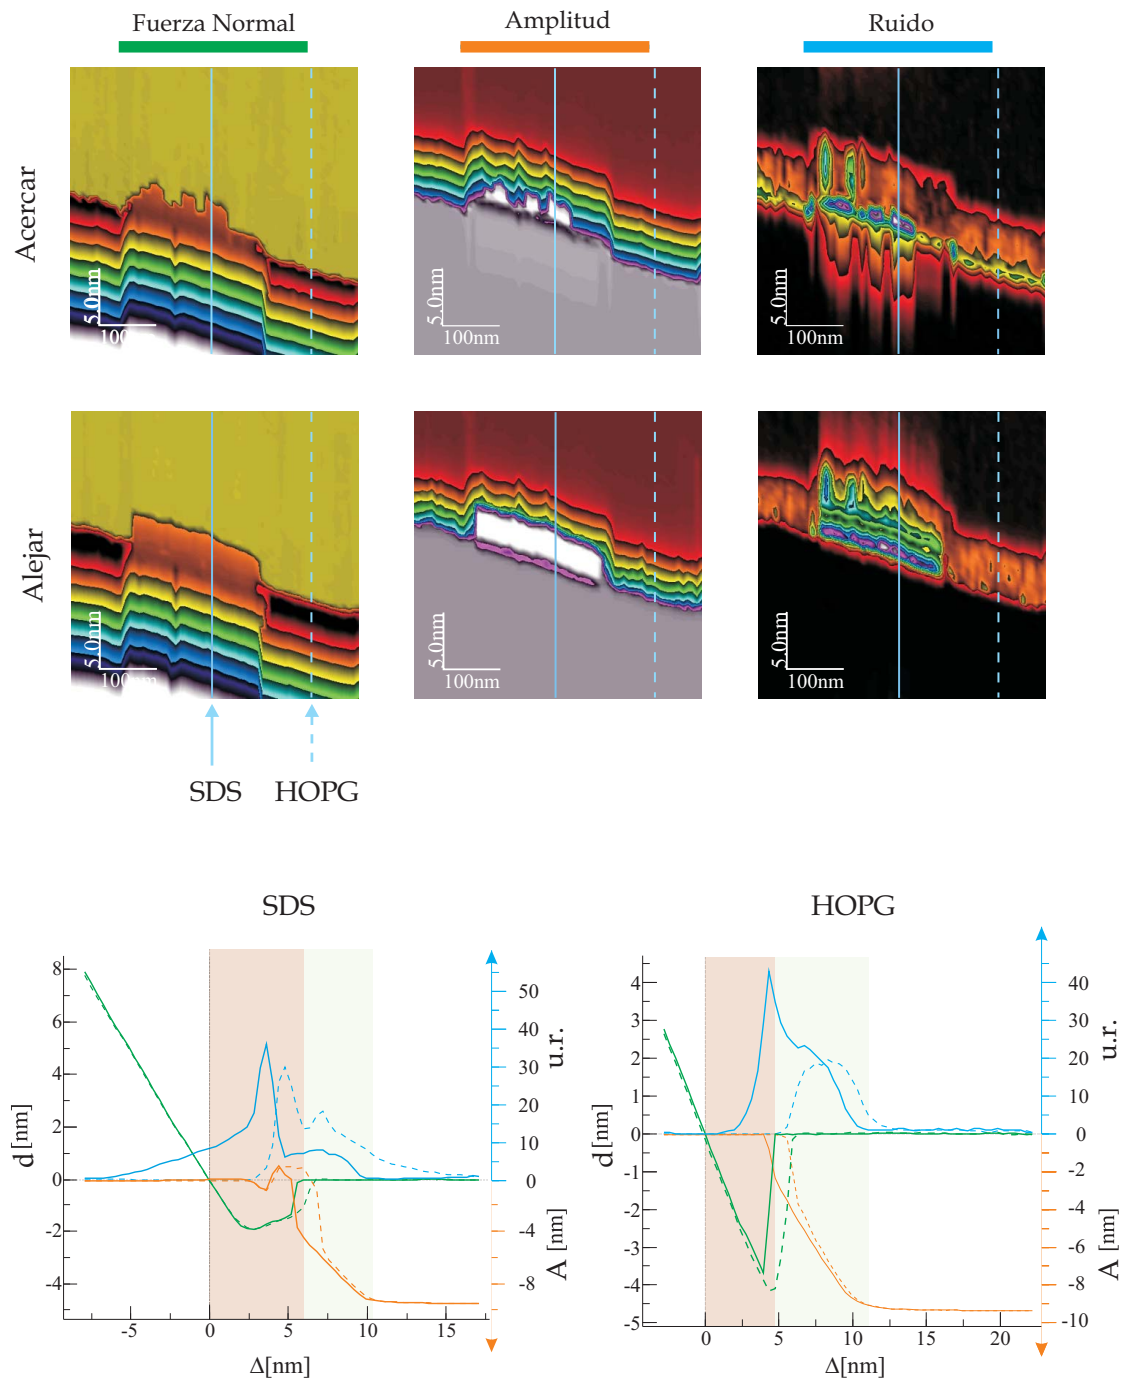 Fuerza Normal
Amplitud
Ruido
Acercar
5.0nm
100nm
5.0nm
100nm
5.0nm
100nm
Alejar
5.0nm
100nm
5.0nm
100nm
5.0nm
100nm
SDS
HOPG
SDS
HOPG
8
6
4
2
0
-2
-4
d[nm]
-5
0
5
10
15
Δ[nm]
50
40
30
20
10
0
-4
-8
u.r.
A [nm]
4
3
2
1
0
-1
-2
-3
-4
-5
d[nm]
0
5
10
15
20
Δ[nm]
40
30
20
10
0
-2
-4
-6
-8
-10
u.r.
A [nm]